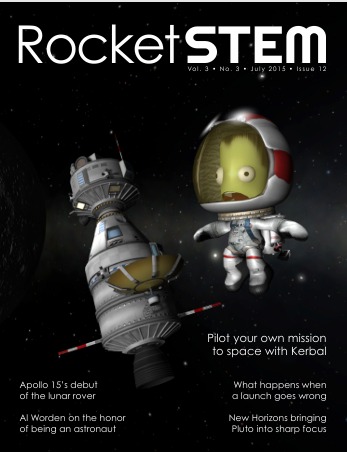 RocketSTEM
Vol. 3 • No. 3 • July 2015 • Issue 12
Pilot your own mission
to space with Kerbal
Apollo 15's debut
of the lunar rover
Al Worden on the honor
of being an astronaut
What happens when
a launch goes wrong
New Horizons bringing
Pluto into sharp focus